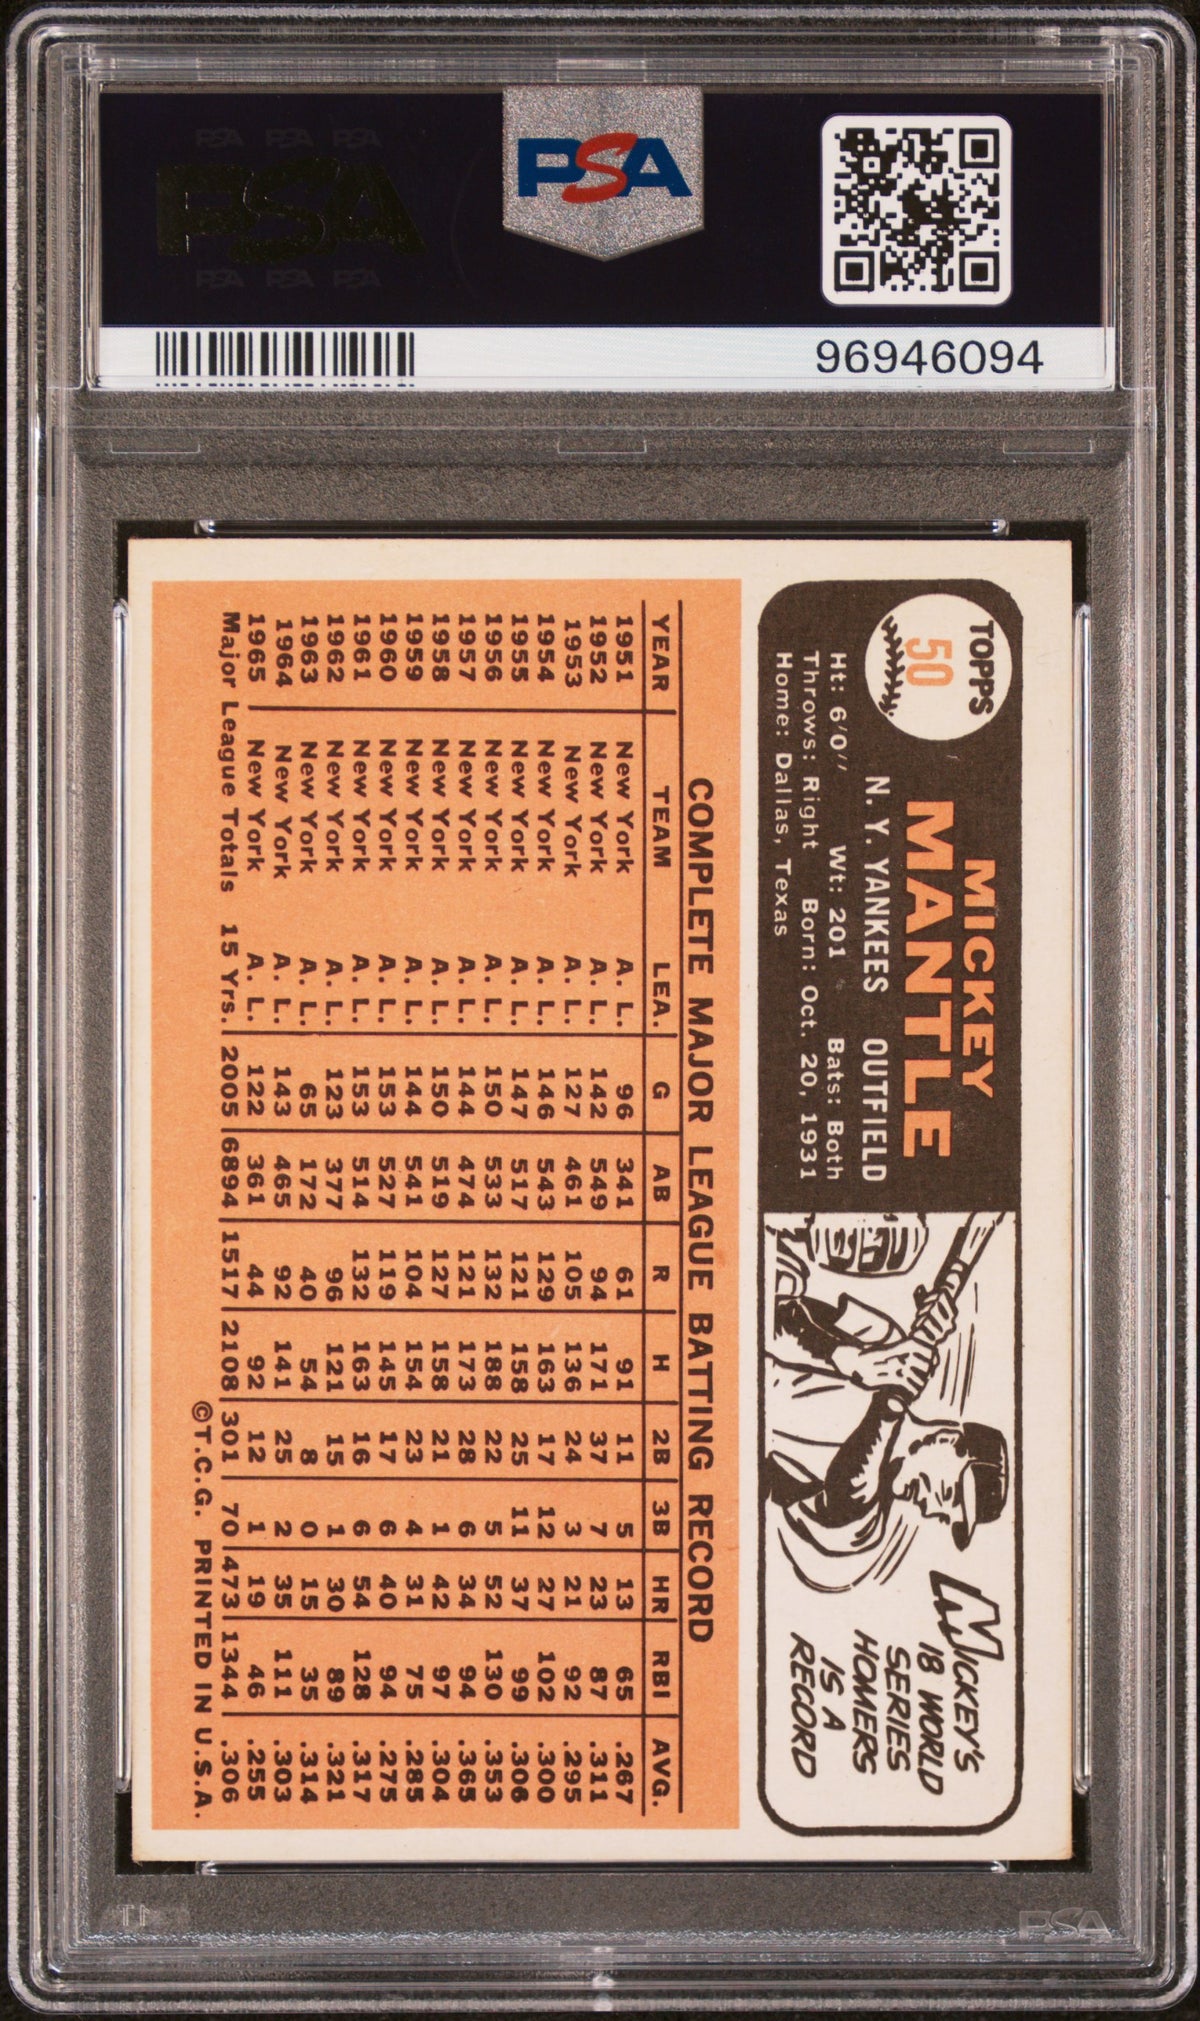 PSA PSA PSA
PSA
PSA PSA PSA
PSA
96946094
TOPPS
50
MICKEY
MANTLE
N. Y. YANKEES OUTFIELD
Ht: 6'0" Wt: 201 Bats: Both
Throws: Right Born: Oct. 20, 1931
Home: Dallas, Texas
MICKEY'S
18 WORLD
SERIES
HOMERS
IS A
RECORD
COMPLETE MAJOR LEAGUE BATTING RECORD
YEAR TEAM LEA. G AB R H 2B 3B HR RBI AVG.
1951 New York A. L. 96 341 61 91 11 5 13 65 .267
1952 New York A. L. 142 549 94 171 37 7 23 87 .311
1953 New York A. L. 127 461 105 136 24 3 21 92 .295
1954 New York A. L. 146 543 129 163 17 12 27 102 .300
1955 New York A. L. 147 517 121 158 25 11 37 99 .306
1956 New York A. L. 150 533 132 188 22 5 52 130 .353
1957 New York A. L. 144 474 121 173 28 6 34 94 .365
1958 New York A. L. 150 519 127 158 21 1 42 97 .304
1959 New York A. L. 144 541 104 154 23 4 31 75 .285
1960 New York A. L. 153 527 119 145 17 6 40 94 .275
1961 New York A. L. 153 514 132 163 16 6 54 128 .317
1962 New York A. L. 123 377 96 121 15 1 30 89 .321
1963 New York A. L. 65 172 40 54 8 0 15 35 .314
1964 New York A. L. 143 465 92 141 25 2 35 111 .303
1965 New York A. L. 122 361 44 92 12 1 19 46 .255
Major League Totals 15 Yrs. 2005 6894 1517 2108 301 70 473 1344 .306
©T.C.G. PRINTED IN U.S.A.
PSA